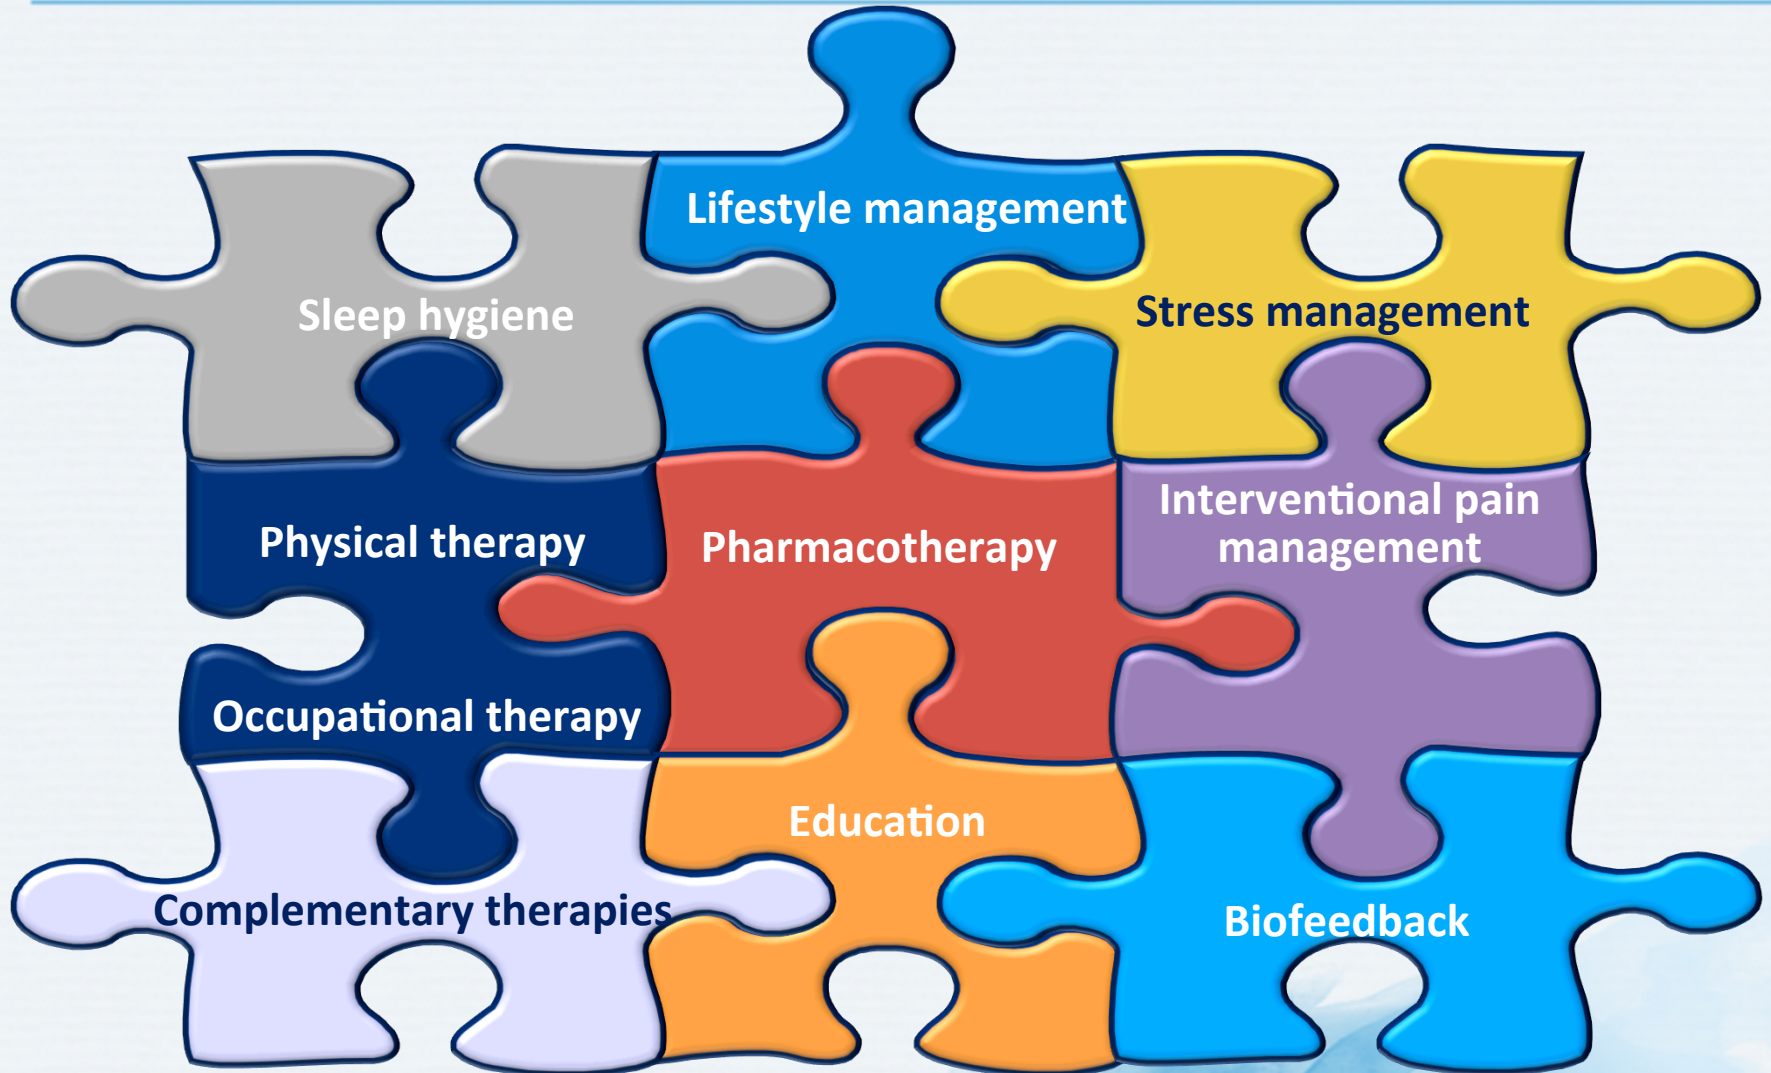 Lifestyle management
Sleep hygiene
Stress management
Physical therapy
Pharmacotherapy
Interventional pain
management
Occupational therapy
Education
Complementary therapies
Biofeedback